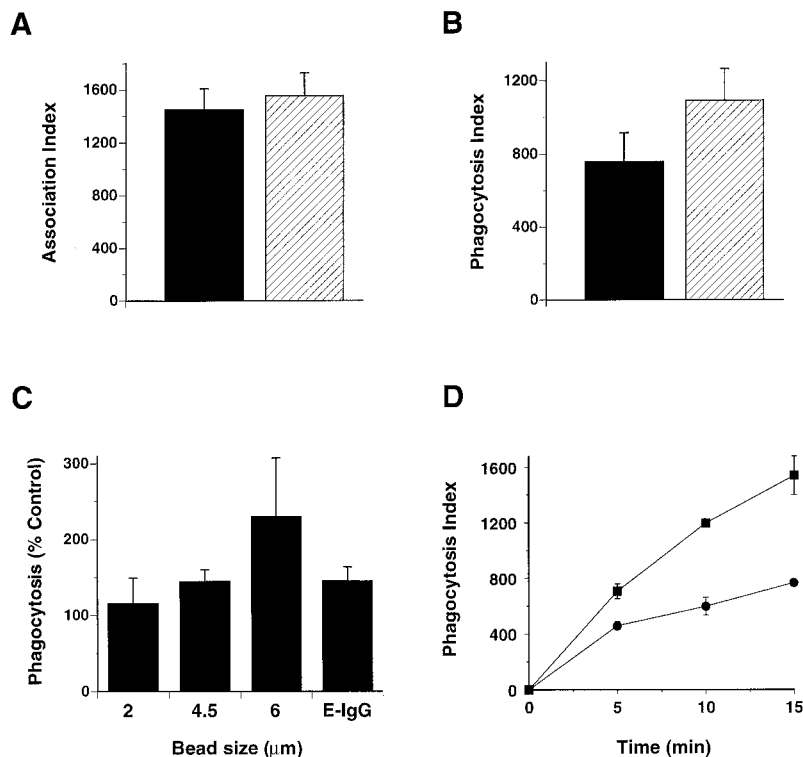 A
Association Index
1600
1200
800
400
0
B
Phagocytosis Index
1200
800
400
0
C
Phagocytosis (% Control)
300
200
100
0
2 4.5 6 E-IgG
Bead size (μm)
D
Phagocytosis Index
1600
1200
800
400
0
0 5 10 15
Time (min)